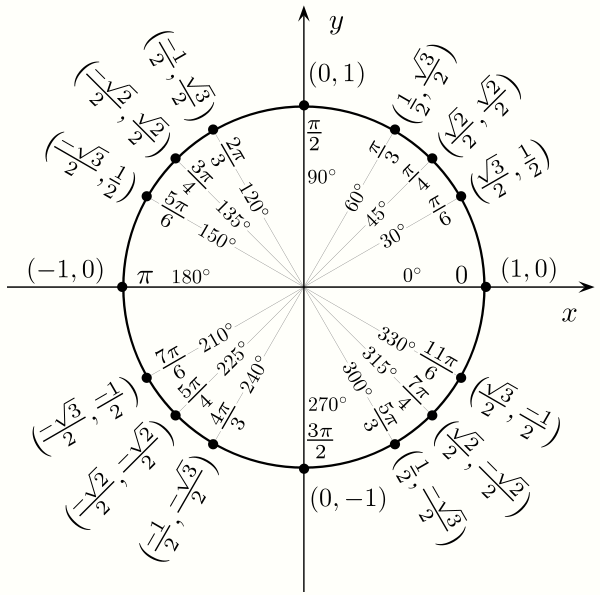 y
(0, 1)
(−1/2, √3/2)
(1/2, √3/2)
(−√2/2, √2/2)
(√2/2, √2/2)
(−√3/2, 1/2)
(√3/2, 1/2)
2π/3
π/2
π/3
3π/4
π/4
5π/6
π/6
120°
90°
60°
135°
45°
150°
30°
(−1, 0)
π
180°
0°
0
(1, 0)
x
210°
330°
7π/6
11π/6
225°
315°
5π/4
7π/4
240°
300°
4π/3
270°
3π/2
5π/3
(−√3/2, −1/2)
(√3/2, −1/2)
(−√2/2, −√2/2)
(√2/2, −√2/2)
(−1/2, −√3/2)
(0, −1)
(1/2, −√3/2)